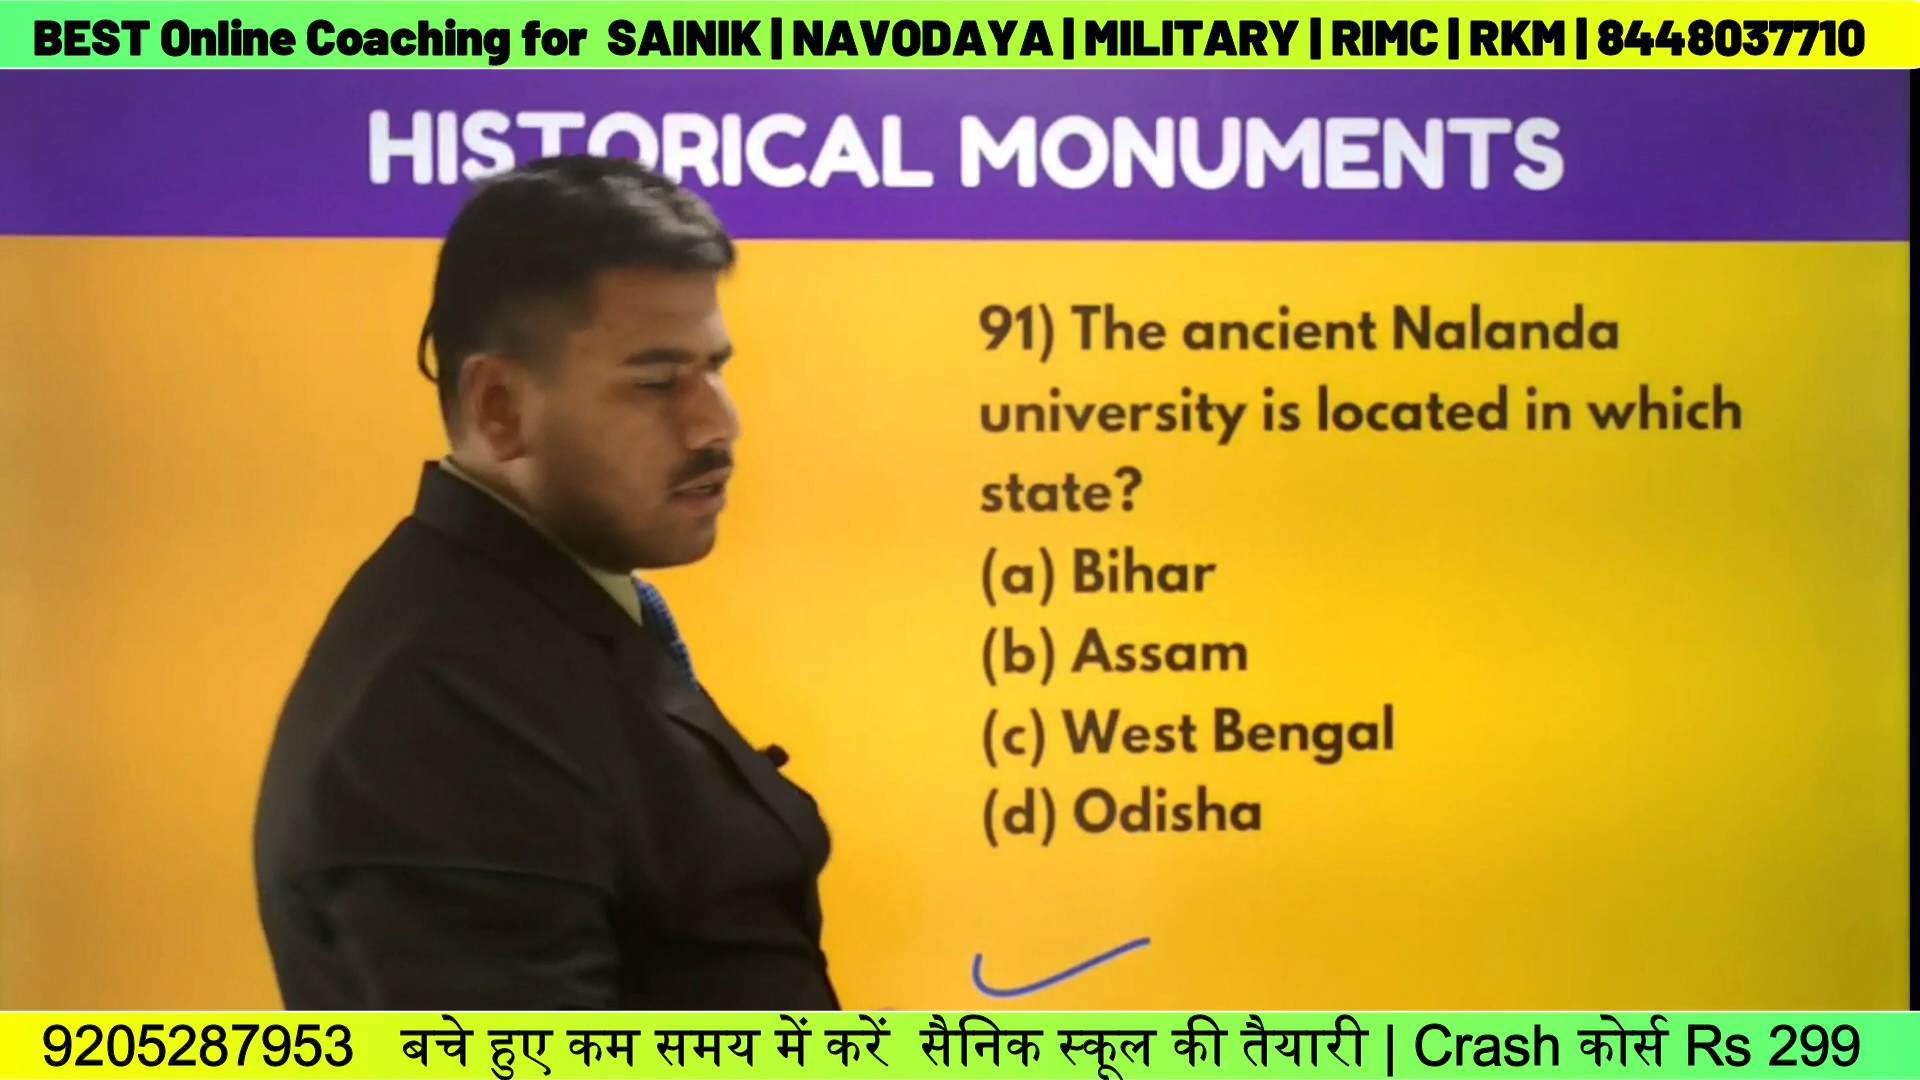 BEST Online Coaching for SAINIK | NAVODAYA | MILITARY | RIMC | RKM | 8448037710
HISTORICAL MONUMENTS
91) The ancient Nalanda
university is located in which
state?
(a) Bihar
(b) Assam
(c) West Bengal
(d) Odisha
9205287953 बचे हुए कम समय में करें सैनिक स्कूल की तैयारी | Crash कोर्स Rs 299